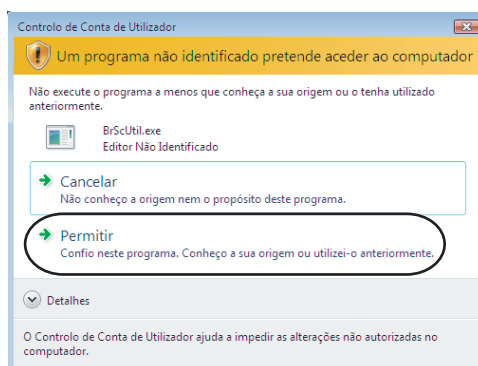 Controlo de Conta de Utilizador
Um programa não identificado pretende aceder ao computador
Não execute o programa a menos que conheça a sua origem ou o tenha utilizado
anteriormente.
BrScUtil.exe
Editor Não Identificado
Cancelar
Não conheço a origem nem o propósito deste programa.
Permitir
Confio neste programa. Conheço a sua origem ou utilizei-o anteriormente.
Detalhes
O Controlo de Conta de Utilizador ajuda a impedir as alterações não autorizadas no
computador.